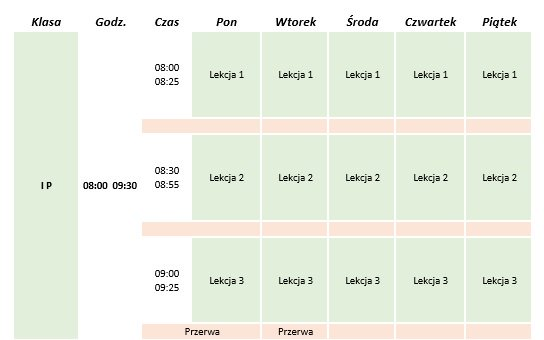 Klasa Godz. Czas Pon Wtorek Środa Czwartek Piątek
08:00
08:25 Lekcja 1 Lekcja 1 Lekcja 1 Lekcja 1 Lekcja 1
08:30
08:55 Lekcja 2 Lekcja 2 Lekcja 2 Lekcja 2 Lekcja 2
I P 08:00 09:30
09:00
09:25 Lekcja 3 Lekcja 3 Lekcja 3 Lekcja 3 Lekcja 3
Przerwa Przerwa